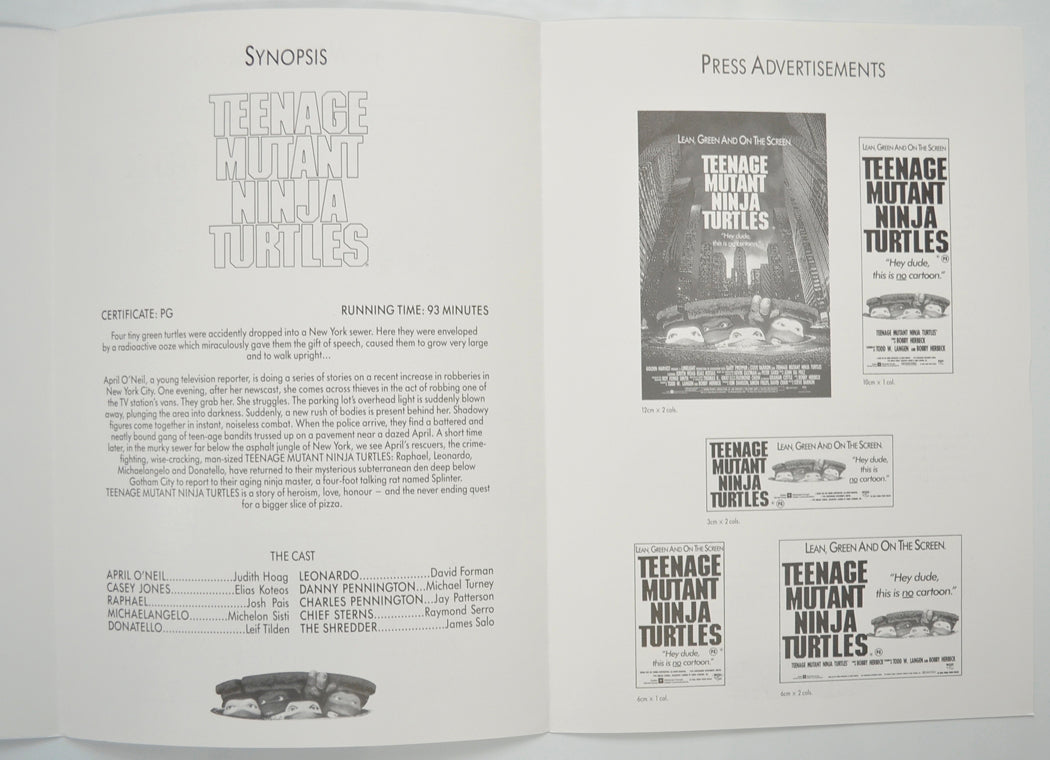 SYNOPSIS
TEENAGE
MUTANT
NINJA
TURTLES
CERTIFICATE: PG
RUNNING TIME: 93 MINUTES
Four tiny green turtles were accidently dropped into a New York sewer. Here they were enveloped
by a radioactive ooze which miraculously gave them the gift of speech, caused them to grow very large
and to walk upright...
April O'Neil, a young television reporter, is doing a series of stories on a recent increase in robberies in
New York City. One evening, after her newscast, she comes across thieves in the act of robbing one of
the TV station's vans. They grab her. She struggles. The parking lot's overhead light is suddenly blown
away, plunging the area into darkness. Suddenly, a new rush of bodies is present behind her. Shadowy
figures come together in instant, noiseless combat. When the police arrive, they find a battered and
neatly bound gang of teen-age bandits trussed up on a pavement near a dazed April. A short time
later, in the murky sewer far below the asphalt jungle of New York, we see April's rescuers, the crime-
fighting, wise-cracking, man-sized TEENAGE MUTANT NINJA TURTLES: Raphael, Leonardo,
Michaelangelo and Donatello, have returned to their mysterious subterranean den deep below
Gotham City to report to their aging ninja master, a four-foot talking rat named Splinter.
TEENAGE MUTANT NINJA TURTLES is a story of heroism, love, honour – and the never ending quest
for a bigger slice of pizza.
THE CAST
APRIL O'NEIL......................Judith Hoag
CASEY JONES.....................Elias Koteos
RAPHAEL................................Josh Pais
MICHAELANGELO............Michelon Sisti
DONATELLO...........................Leif Tilden
LEONARDO.......................David Forman
DANNY PENNINGTON...Michael Turney
CHARLES PENNINGTON...Jay Patterson
CHIEF STERNS.................Raymond Serro
THE SHREDDER......................James Salo
PRESS ADVERTISEMENTS
LEAN, GREEN AND ON THE SCREEN
TEENAGE
MUTANT
NINJA
TURTLES
"Hey dude,
this is no cartoon."
12cm × 2 cols.
LEAN, GREEN AND ON THE SCREEN
TEENAGE
MUTANT
NINJA
TURTLES
PG
"Hey dude,
this is no cartoon."
TEENAGE MUTANT NINJA TURTLES
BOBBY HERBECK
TODD W. LANGEN AND BOBBY HERBECK
10cm × 1 col.
TEENAGE
MUTANT
NINJA
TURTLES
PG
LEAN, GREEN AND ON THE SCREEN
"Hey dude,
this is
no cartoon."
3cm × 2 cols.
LEAN, GREEN AND ON THE SCREEN
TEENAGE
MUTANT
NINJA
TURTLES
PG
"Hey dude,
this is no cartoon."
6cm × 1 col.
LEAN, GREEN AND ON THE SCREEN.
TEENAGE
MUTANT
NINJA
TURTLES
PG
"Hey dude,
this is no cartoon."
TEENAGE MUTANT NINJA TURTLES BOBBY HERBECK TODD W. LANGEN AND BOBBY HERBECK
6cm × 2 cols.